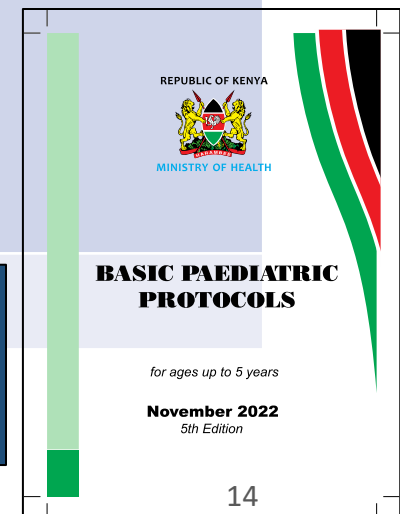 REPUBLIC OF KENYA
HARAMBEE
MINISTRY OF HEALTH
BASIC PAEDIATRIC
PROTOCOLS
for ages up to 5 years
November 2022
5th Edition
14